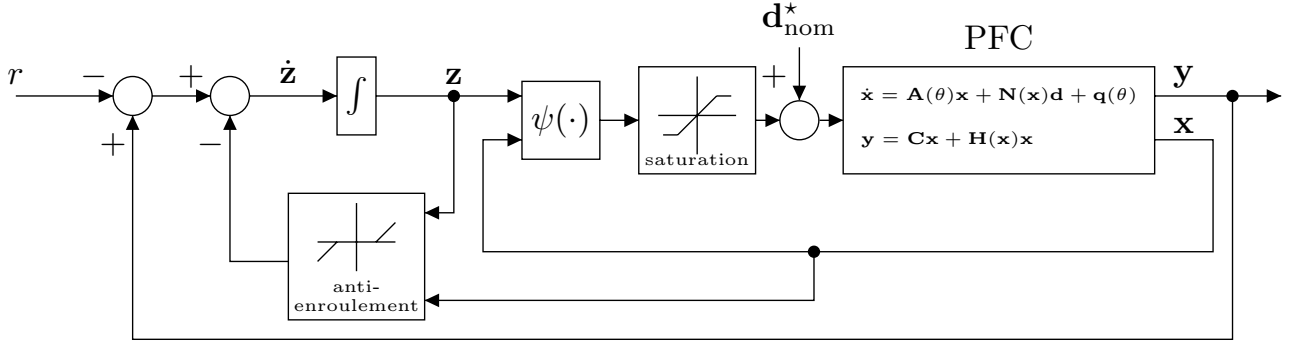 d⋆nom
PFC
r
−
+
ż
∫
z
ψ(·)
+
ẋ = A(θ)x + N(x)d + q(θ)
y
+
−
saturation
y = Cx + H(x)x
x
anti-
enroulement